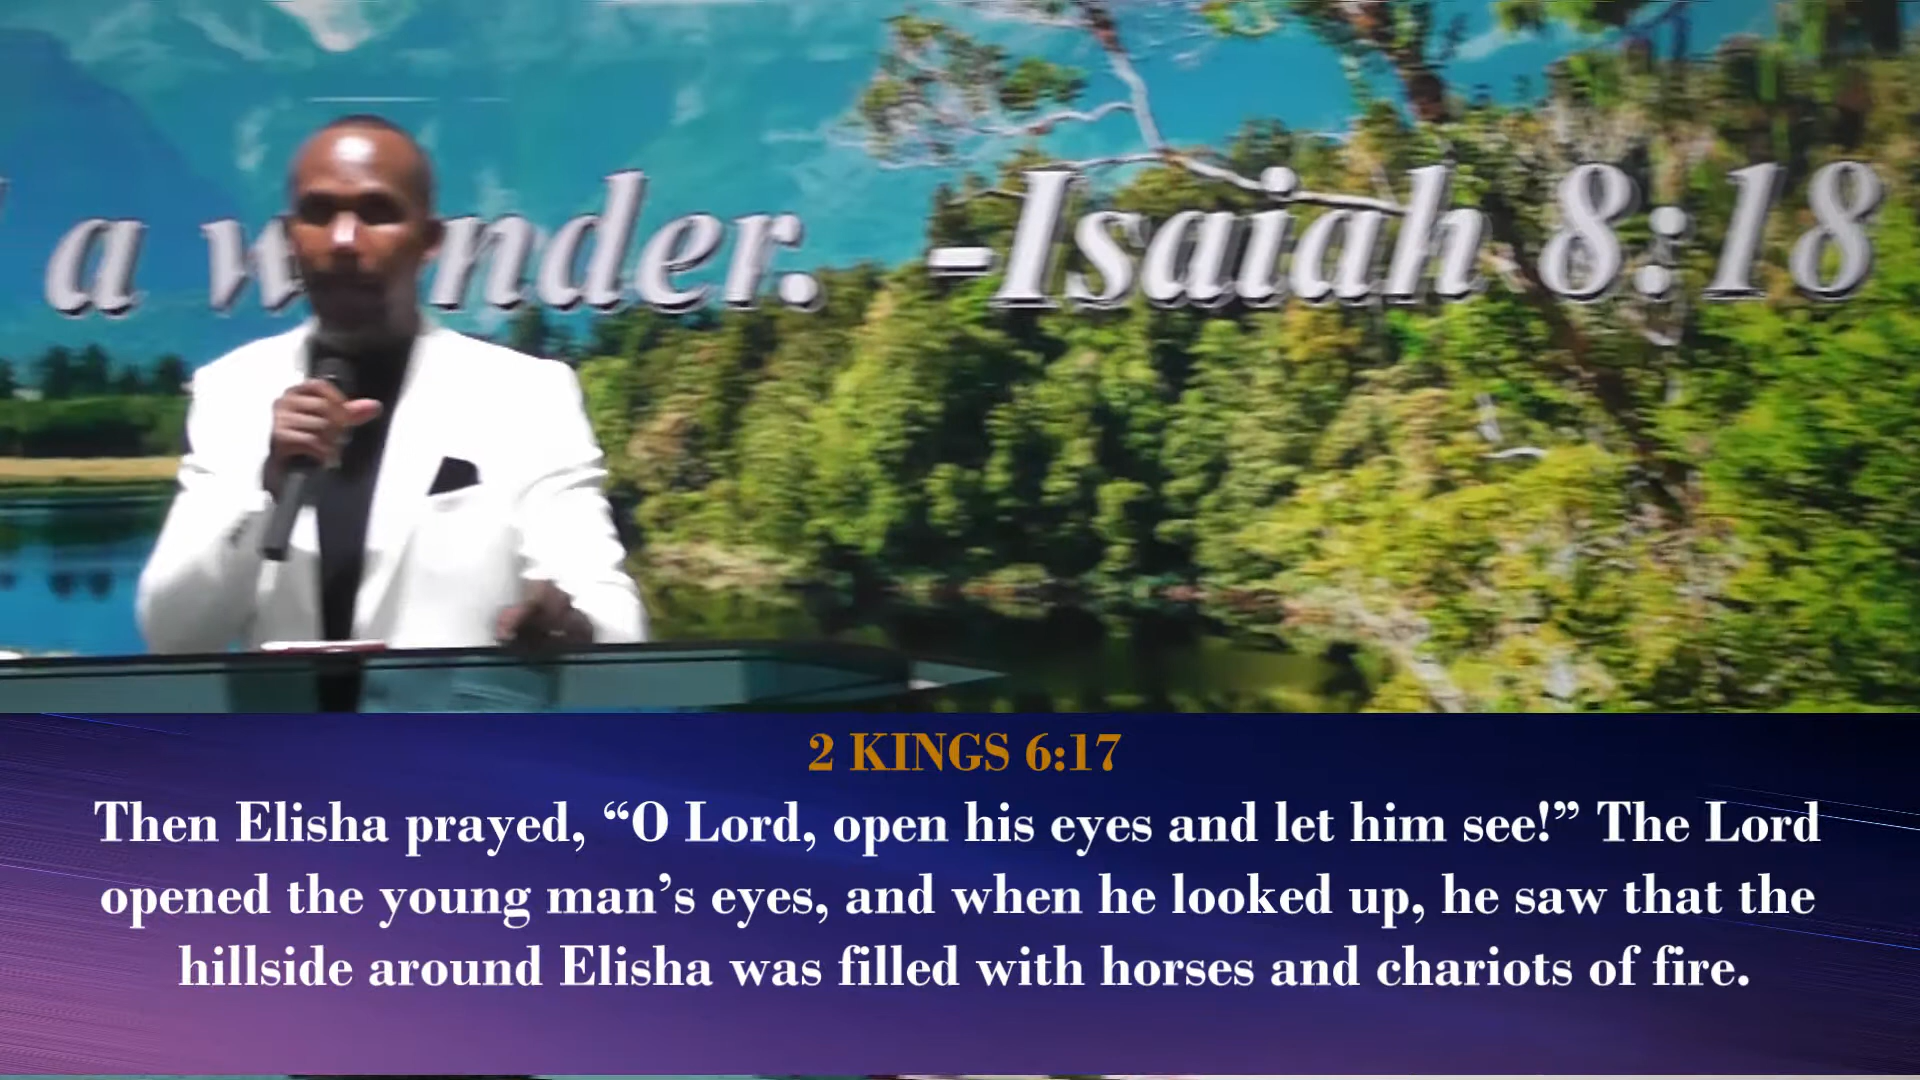 a wonder. -Isaiah 8:18
2 KINGS 6:17
Then Elisha prayed, “O Lord, open his eyes and let him see!” The Lord
opened the young man’s eyes, and when he looked up, he saw that the
hillside around Elisha was filled with horses and chariots of fire.